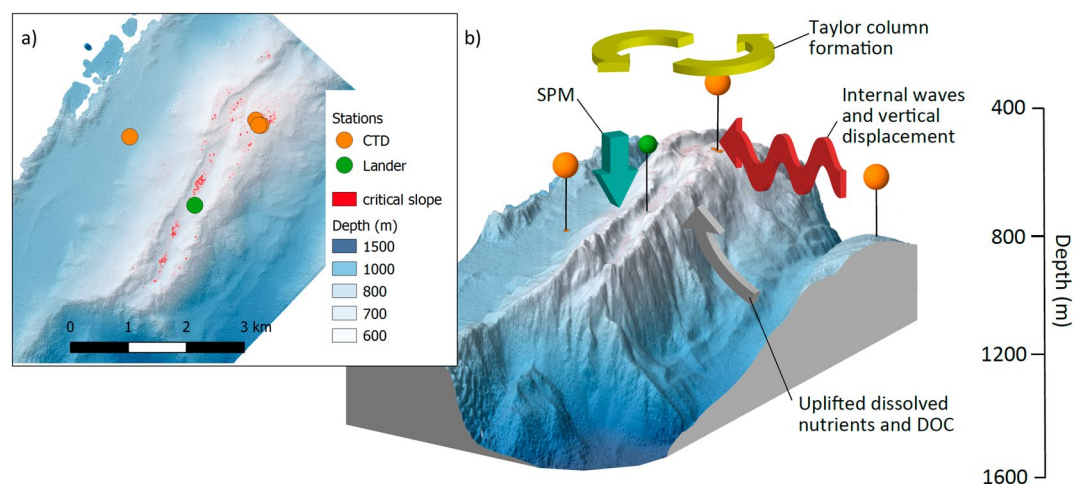 a)
Stations
CTD
Lander
critical slope
Depth (m)
1500
1000
800
700
600
0 1 2 3 km
b)
Taylor column
formation
SPM
Internal waves
and vertical
displacement
Uplifted dissolved
nutrients and DOC
400
800
1200
1600
Depth (m)